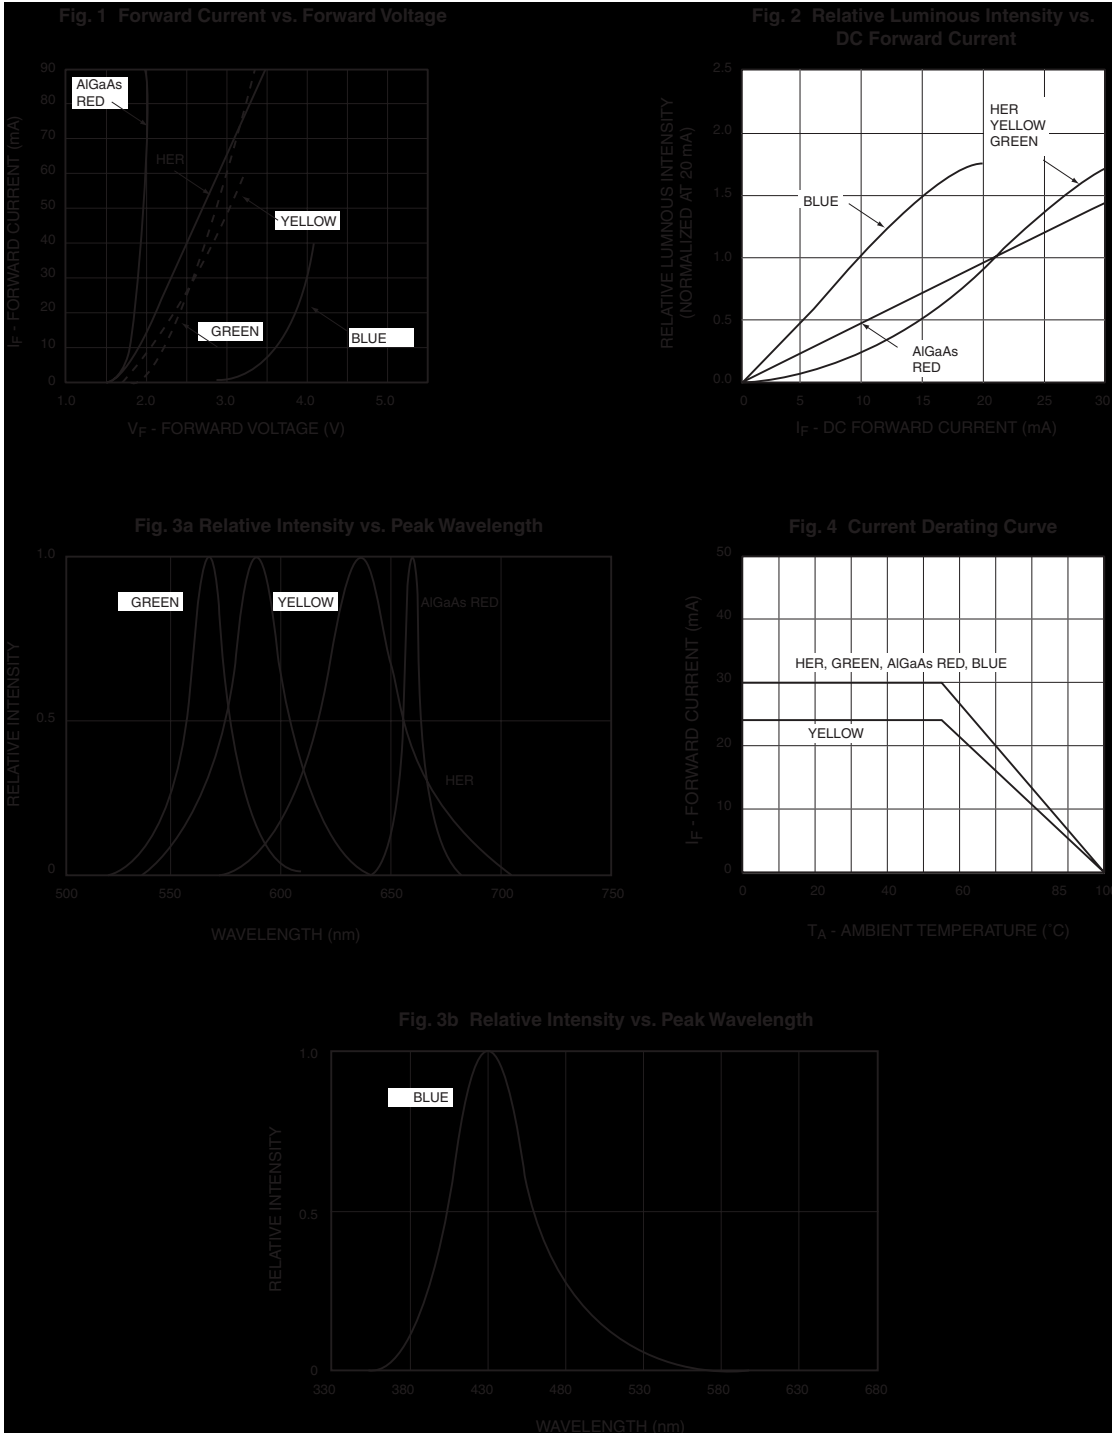 Fig. 1 Forward Current vs. Forward Voltage
90
80
70
60
50
40
30
20
10
0
IF - FORWARD CURRENT (mA)
AlGaAs
RED
HER
YELLOW
GREEN
BLUE
1.0
2.0
3.0
4.0
5.0
VF - FORWARD VOLTAGE (V)
Fig. 2 Relative Luminous Intensity vs.
DC Forward Current
2.5
2.0
1.5
1.0
0.5
0.0
RELATIVE LUMNOUS INTENSITY
(NORMALIZED AT 20 mA)
HER
YELLOW
GREEN
BLUE
AlGaAs
RED
0
5
10
15
20
25
30
IF - DC FORWARD CURRENT (mA)
Fig. 3a Relative Intensity vs. Peak Wavelength
1.0
0.5
0
RELATIVE INTENSITY
GREEN
YELLOW
AlGaAs RED
HER
500
550
600
650
700
750
WAVELENGTH (nm)
Fig. 4 Current Derating Curve
50
40
30
20
10
0
IF - FORWARD CURRENT (mA)
HER, GREEN, AlGaAs RED, BLUE
YELLOW
0
20
40
60
85
100
TA - AMBIENT TEMPERATURE (˚C)
Fig. 3b Relative Intensity vs. Peak Wavelength
1.0
0.5
0
RELATIVE INTENSITY
BLUE
330
380
430
480
530
580
630
680
WAVELENGTH (nm)